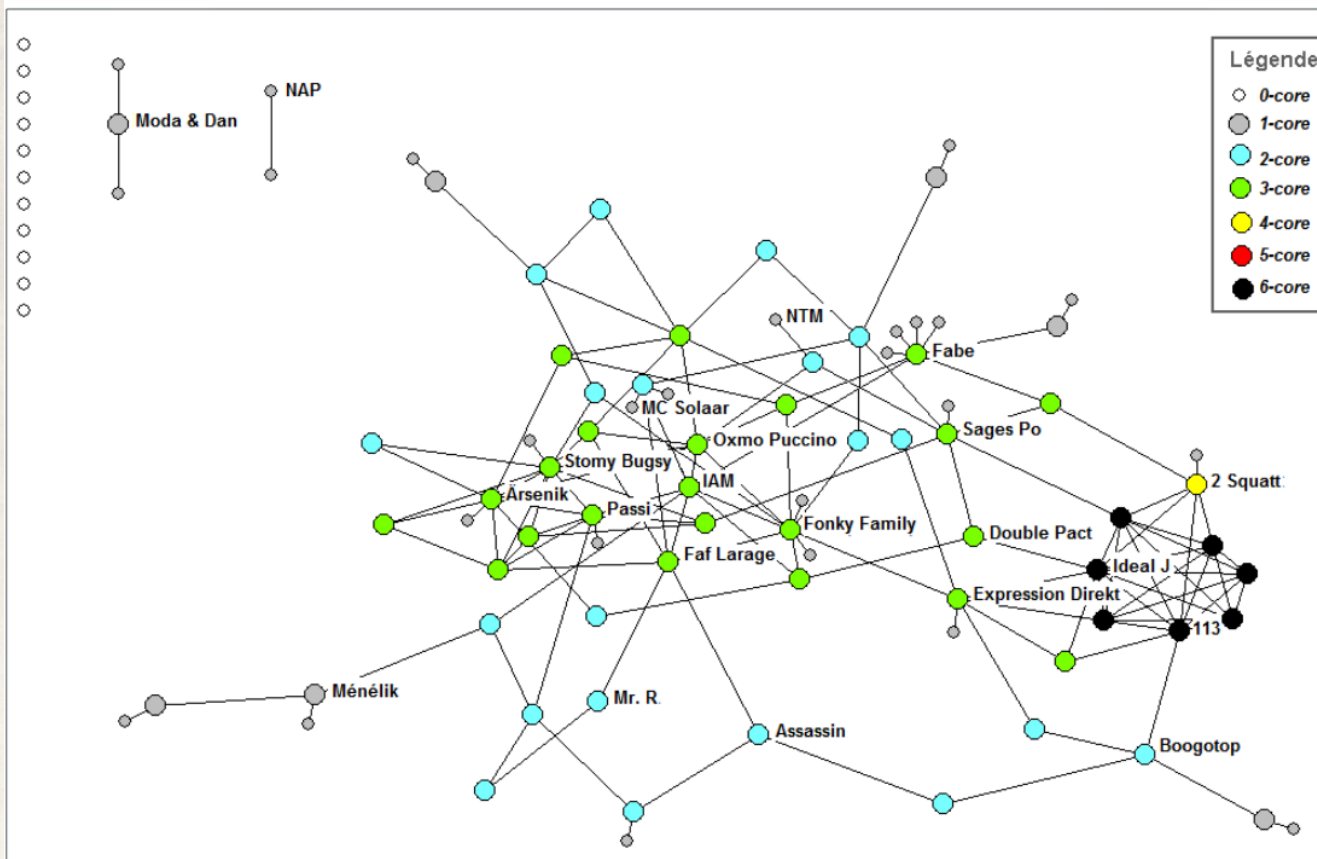 Légende
0-core
1-core
2-core
3-core
4-core
5-core
6-core
NAP
Moda & Dan
NTM
Fabe
MC Solaar
Sages Po
Oxmo Puccino
Stomy Bugsy
IAM
2 Squatt
Ärsenik
Passi
Fonky Family
Double Pact
Faf Larage
Ideal J
Expression Direkt
113
Ménélik
Mr. R.
Assassin
Boogotop